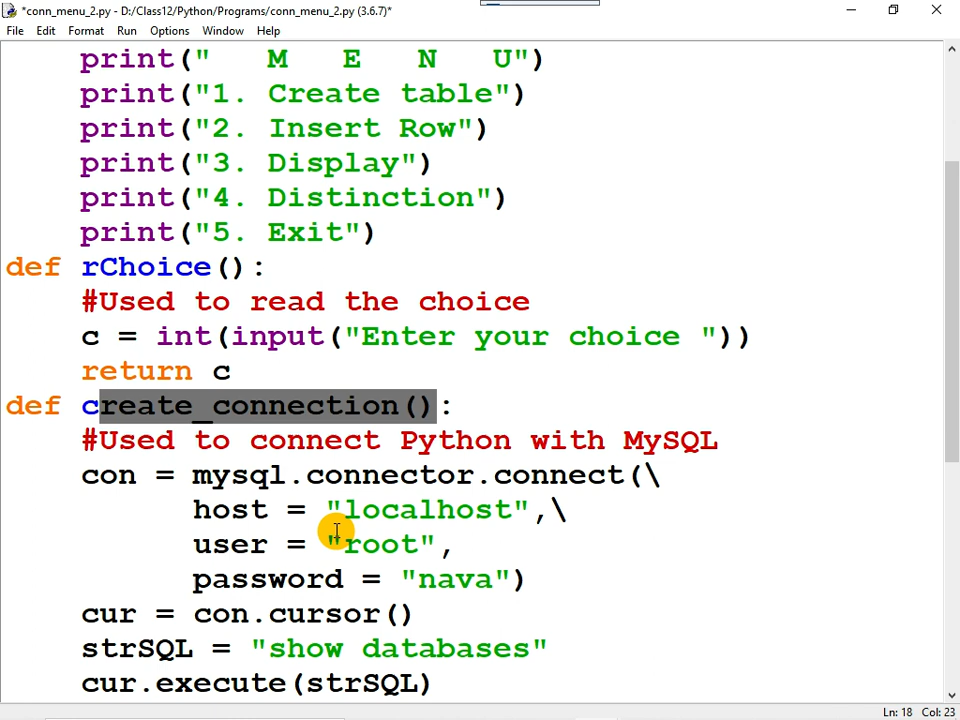 *conn_menu_2.py - D:/Class12/Python/Programs/conn_menu_2.py (3.6.7)*
File Edit Format Run Options Window Help
print("   M   E   N   U")
print("1. Create table")
print("2. Insert Row")
print("3. Display")
print("4. Distinction")
print("5. Exit")
def rChoice():
#Used to read the choice
c = int(input("Enter your choice "))
return c
def create_connection():
#Used to connect Python with MySQL
con = mysql.connector.connect(\
host = "localhost",\
user = "root",
password = "nava")
cur = con.cursor()
strSQL = "show databases"
cur.execute(strSQL)
Ln: 18 Col: 23